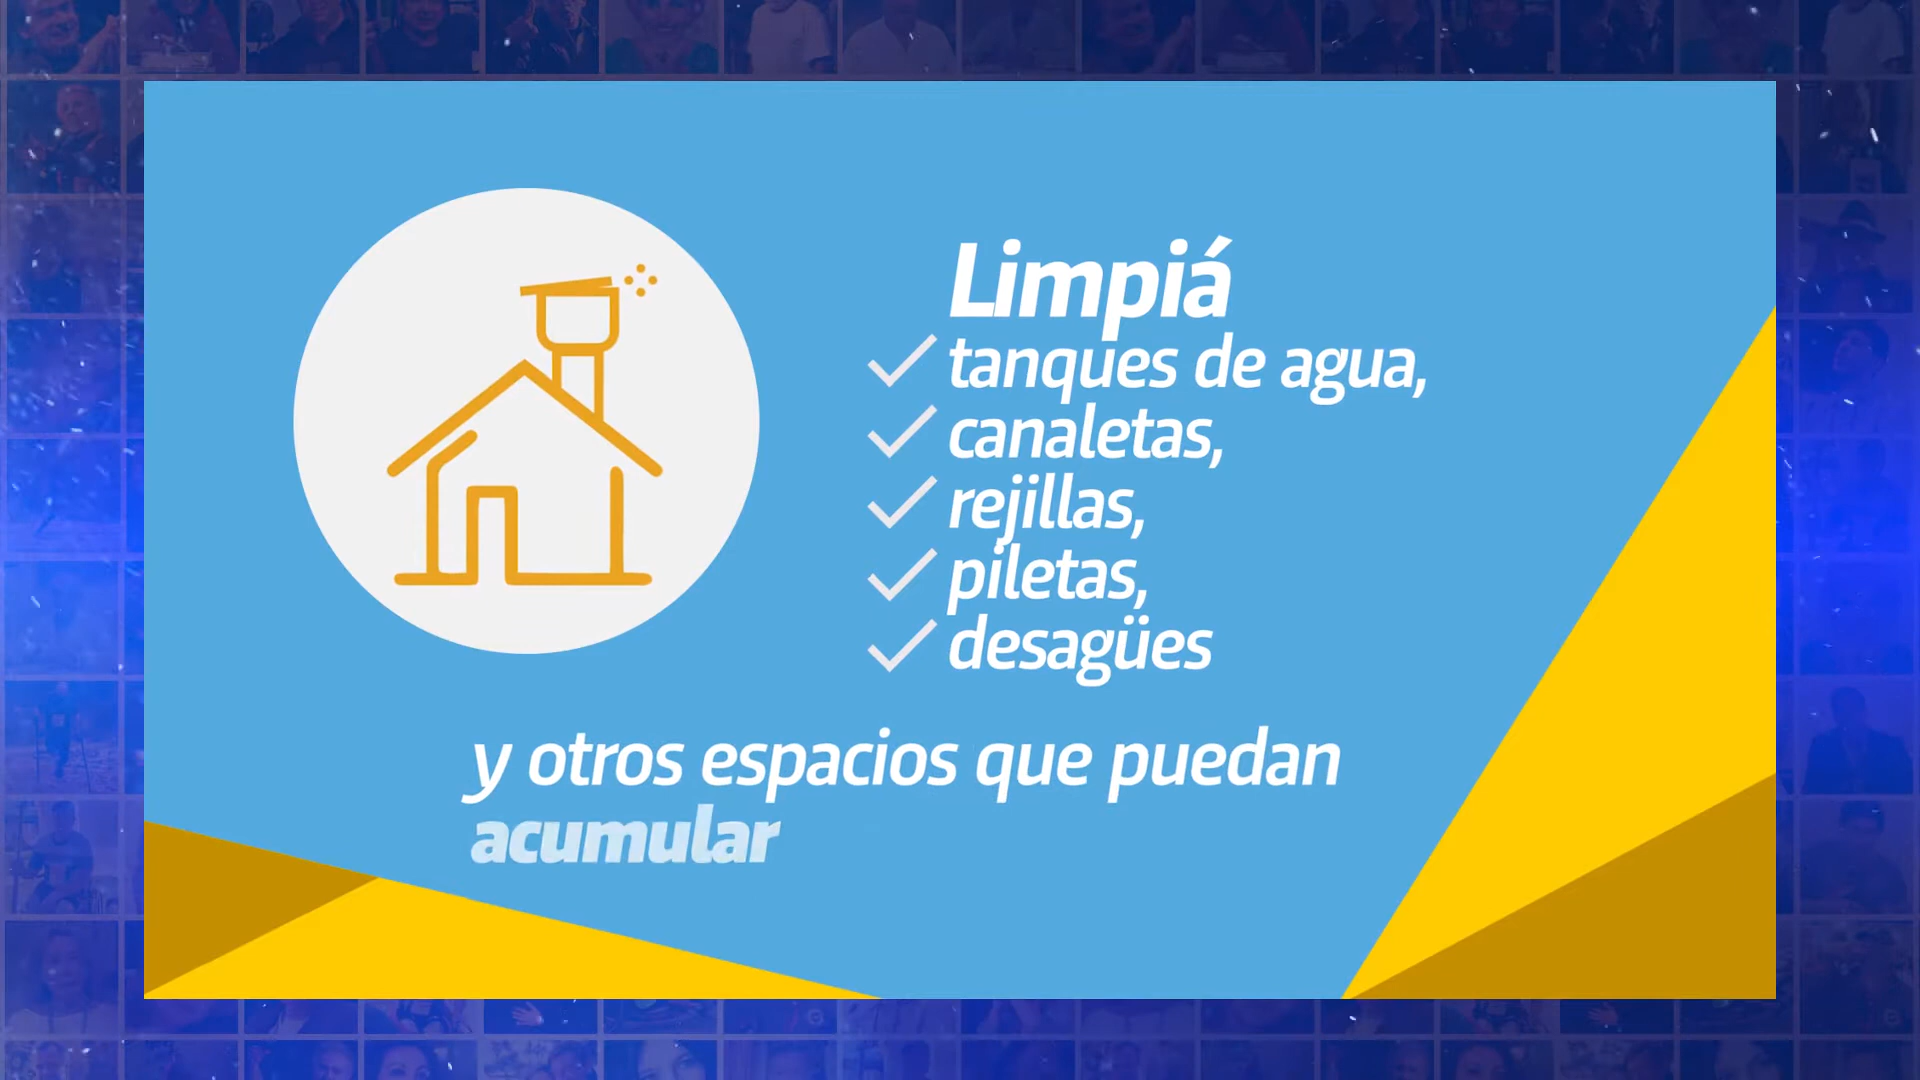 Limpiá
tanques de agua,
canaletas,
rejillas,
piletas,
desagües
y otros espacios que puedan
acumular